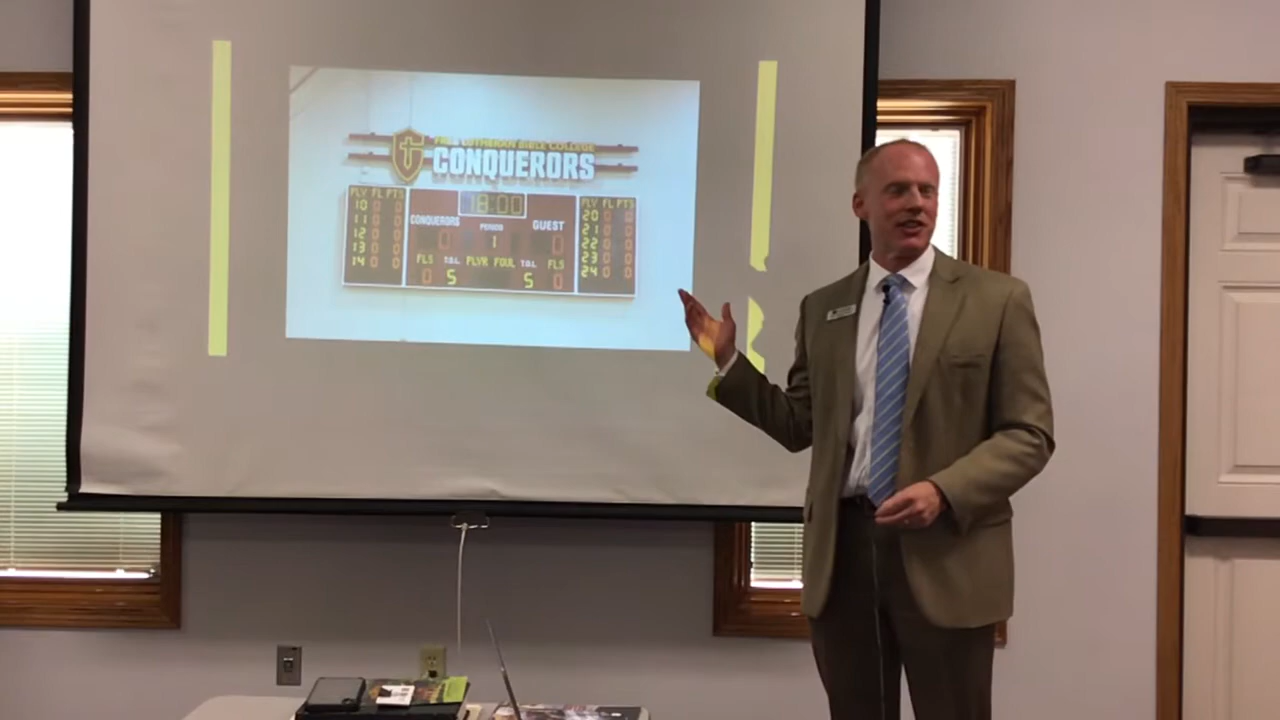 FREE LUTHERAN BIBLE COLLEGE
CONQUERORS
PLY FL PTS
10 0 0
11 0 0
12 0 0
13 0 0
14 0 0
18:00
CONQUERORS
PERIOD
GUEST
0
1
0
FLS T.O.L. PLYR FOUL T.O.L. FLS
0 5 5 0
PLY FL PTS
20 0 0
21 0 0
22 0 0
23 0 0
24 0 0